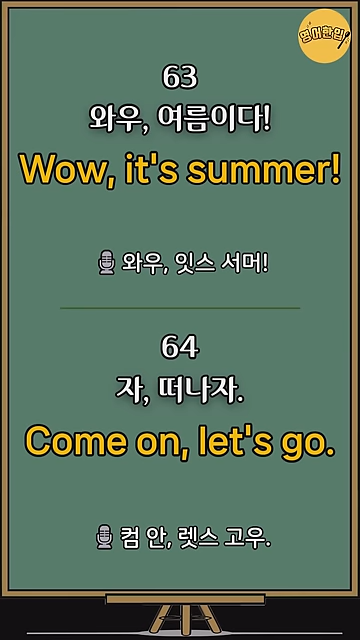 영어한입
63
와우, 여름이다!
Wow, it's summer!
와우, 잇스 서머!
64
자, 떠나자.
Come on, let's go.
컴 안, 렛스 고우.